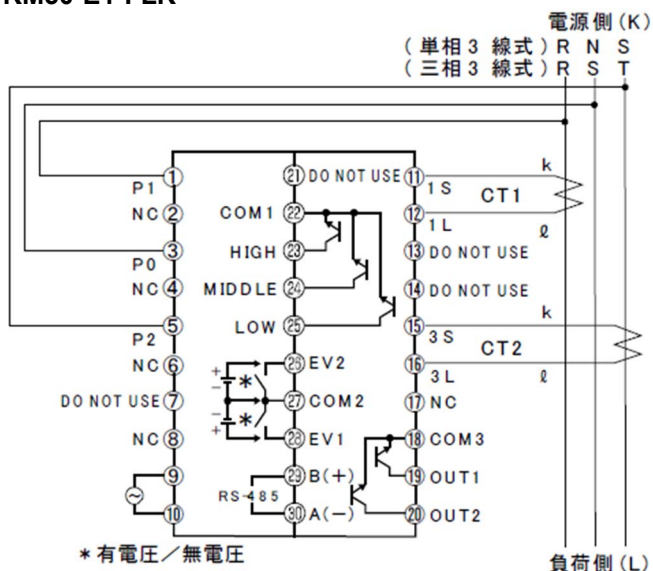 電源側(K)
(単相3 線式) R N S
(三相3 線式) R S T
① P1
NC ②
③ P0
NC ④
⑤ P2
NC ⑥
DO NOT USE ⑦
NC ⑧
⑨
⑩
㉑ DO NOT USE
COM1 ㉒
HIGH ㉓
MIDDLE ㉔
LOW ㉕
㉖ EV2
+
-
*
㉗ COM2
-
+
*
㉘ EV1
㉙ B(+)
RS-485
㉚ A(-)
⑪ 1S
k
CT1
⑫ 1L
ℓ
⑬ DO NOT USE
⑭ DO NOT USE
⑮ 3S
k
CT2
⑯ 3L
ℓ
⑰ NC
⑱ COM3
⑲ OUT1
⑳ OUT2
*有電圧/無電圧
負荷側(L)